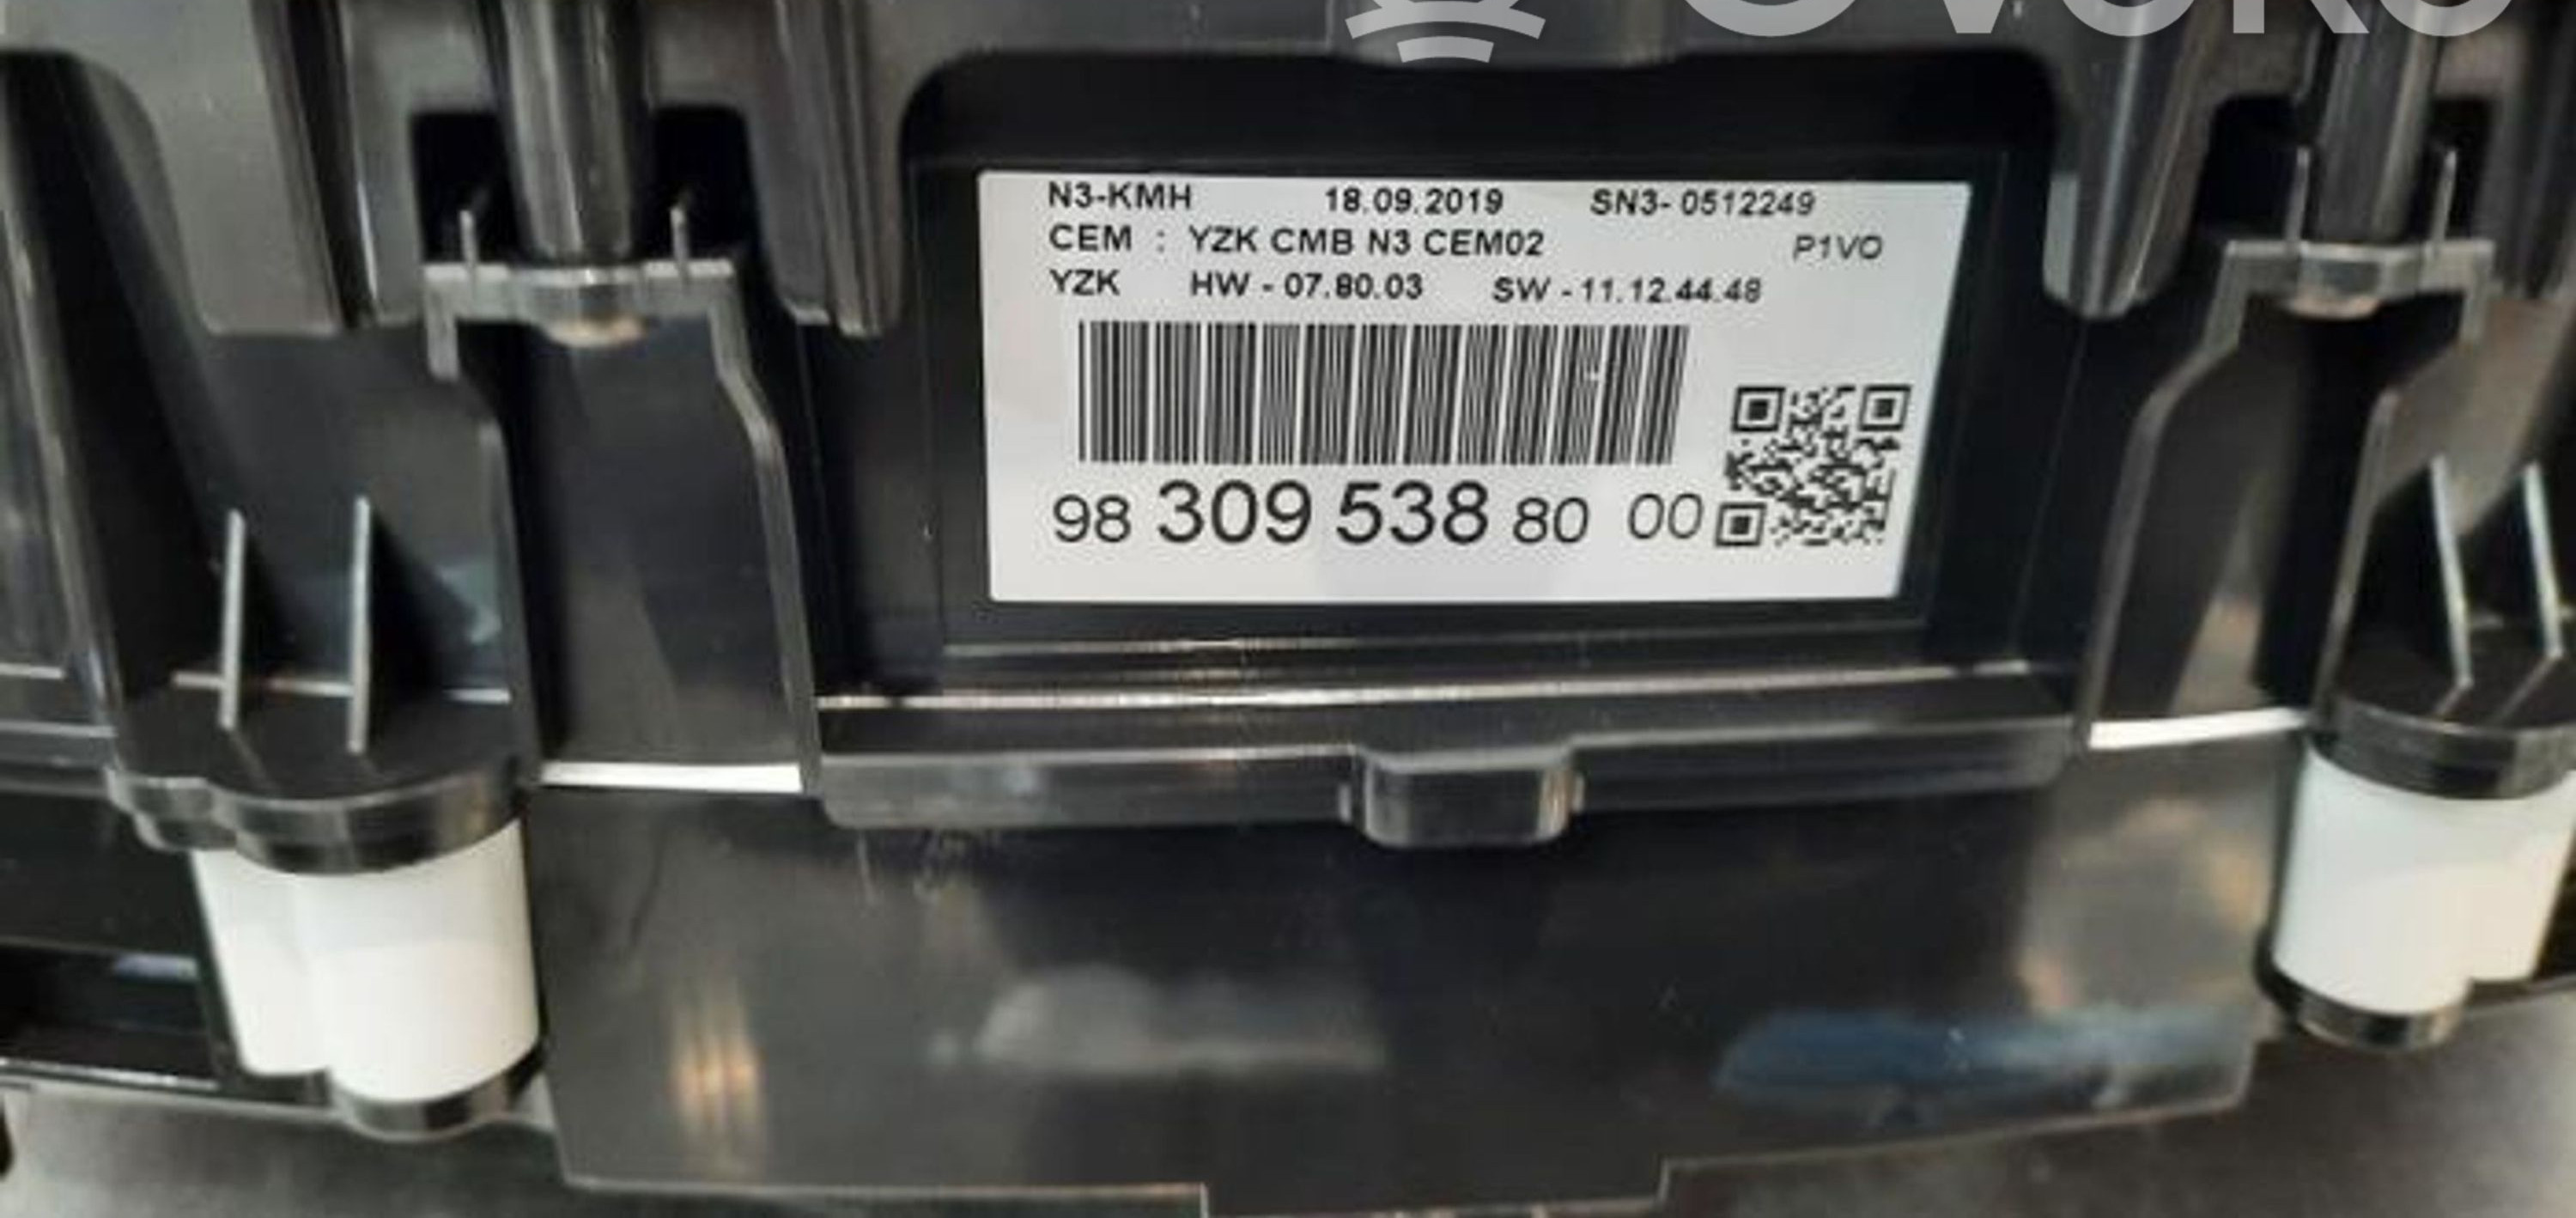 N3-KMH 18.09.2019 SN3- 0512249
CEM : YZK CMB N3 CEM02 P1VO
YZK HW - 07.80.03 SW - 11.12.44.48
98 309 538 80 00